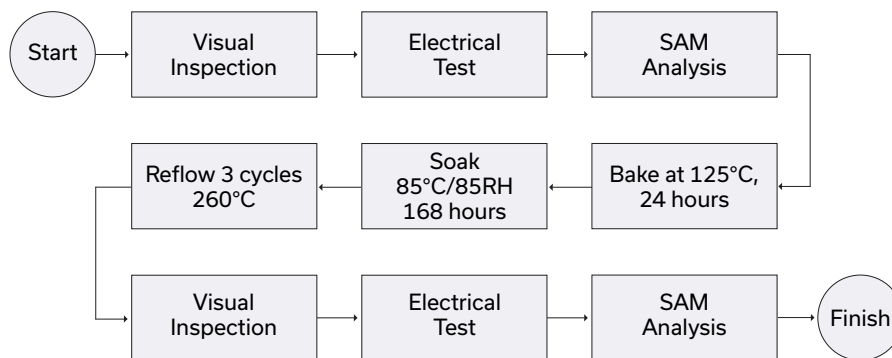 Start
Visual
Inspection
Electrical
Test
SAM
Analysis
Reflow 3 cycles
260°C
Soak
85°C/85RH
168 hours
Bake at 125°C,
24 hours
Visual
Inspection
Electrical
Test
SAM
Analysis
Finish